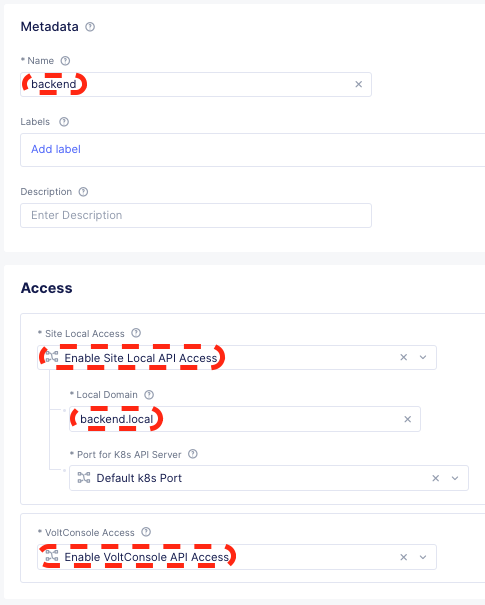 Metadata
* Name
backend
Labels
Add label
Description
Enter Description
Access
* Site Local Access
Enable Site Local API Access
* Local Domain
backend.local
* Port for K8s API Server
Default k8s Port
* VoltConsole Access
Enable VoltConsole API Access